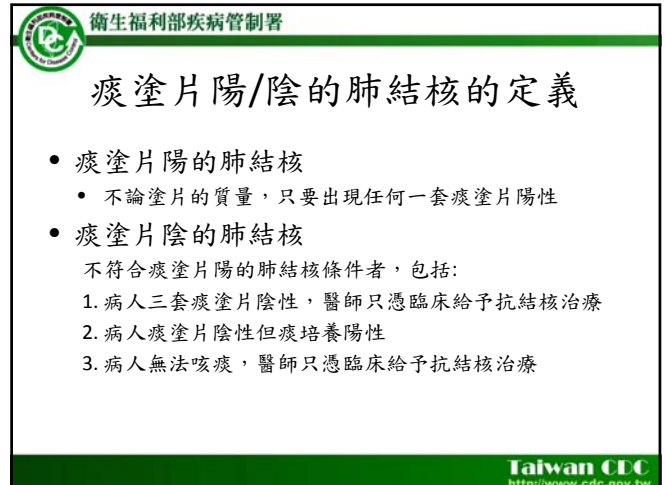 衛生福利部疾病管制署
痰塗片陽/陰的肺結核的定義
• 痰塗片陽的肺結核
• 不論塗片的質量，只要出現任何一套痰塗片陽性
• 痰塗片陰的肺結核
不符合痰塗片陽的肺結核條件者，包括:
1. 病人三套痰塗片陰性，醫師只憑臨床給予抗結核治療
2. 病人痰塗片陰性但痰培養陽性
3. 病人無法咳痰，醫師只憑臨床給予抗結核治療
Taiwan CDC
http://www.cdc.gov.tw